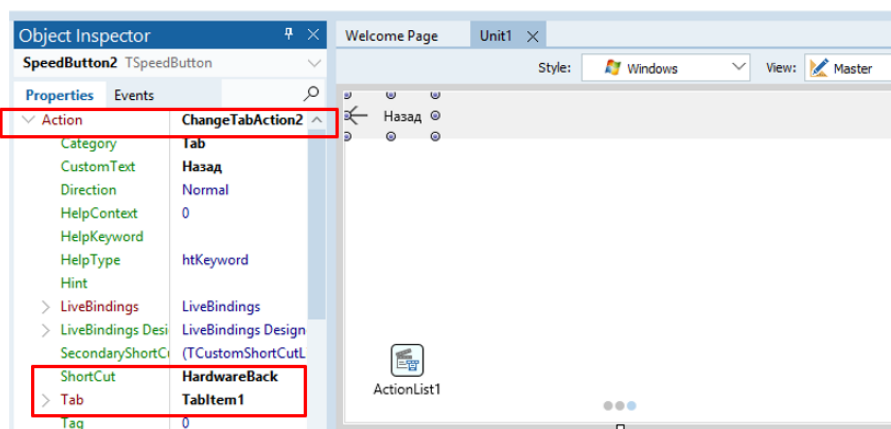 Object Inspector
SpeedButton2 TSpeedButton
Properties Events
Action ChangeTabAction2
Category Tab
CustomText Назад
Direction Normal
HelpContext 0
HelpKeyword
HelpType htKeyword
Hint
LiveBindings LiveBindings
LiveBindings Desi LiveBindings Design
SecondaryShortCu (TCustomShortCutL
ShortCut HardwareBack
Tab TabItem1
Tag 0
Welcome Page Unit1
Style: Windows View: Master
Назад
ActionList1